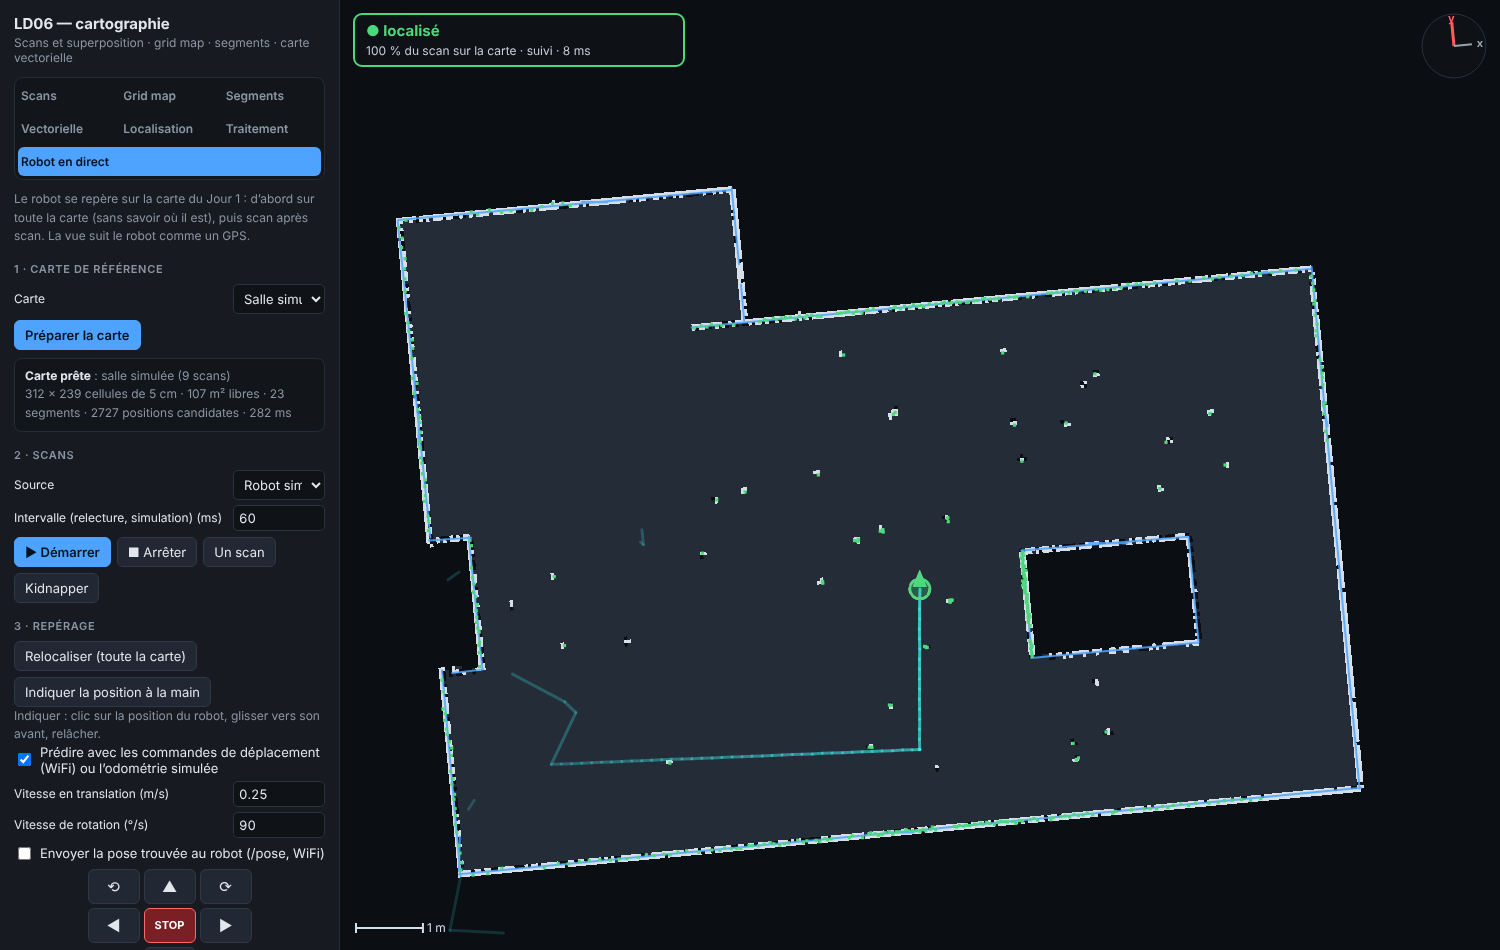 LD06 — cartographie
Scans et superposition · grid map · segments · carte
vectorielle
Scans
Grid map
Segments
Vectorielle
Localisation
Traitement
Robot en direct
Le robot se repère sur la carte du Jour 1 : d’abord sur
toute la carte (sans savoir où il est), puis scan après
scan. La vue suit le robot comme un GPS.
1 · CARTE DE RÉFÉRENCE
Carte
Salle simu
Préparer la carte
Carte prête : salle simulée (9 scans)
312 × 239 cellules de 5 cm · 107 m² libres · 23
segments · 2727 positions candidates · 282 ms
2 · SCANS
Source
Robot sim
Intervalle (relecture, simulation) (ms)
60
▶ Démarrer
■ Arrêter
Un scan
Kidnapper
3 · REPÉRAGE
Relocaliser (toute la carte)
Indiquer la position à la main
Indiquer : clic sur la position du robot, glisser vers son
avant, relâcher.
Prédire avec les commandes de déplacement
(WiFi) ou l’odométrie simulée
Vitesse en translation (m/s)
0.25
Vitesse de rotation (°/s)
90
Envoyer la pose trouvée au robot (/pose, WiFi)
⟲
▲
⟳
◀
STOP
▶
● localisé
100 % du scan sur la carte · suivi · 8 ms
y
x
1 m